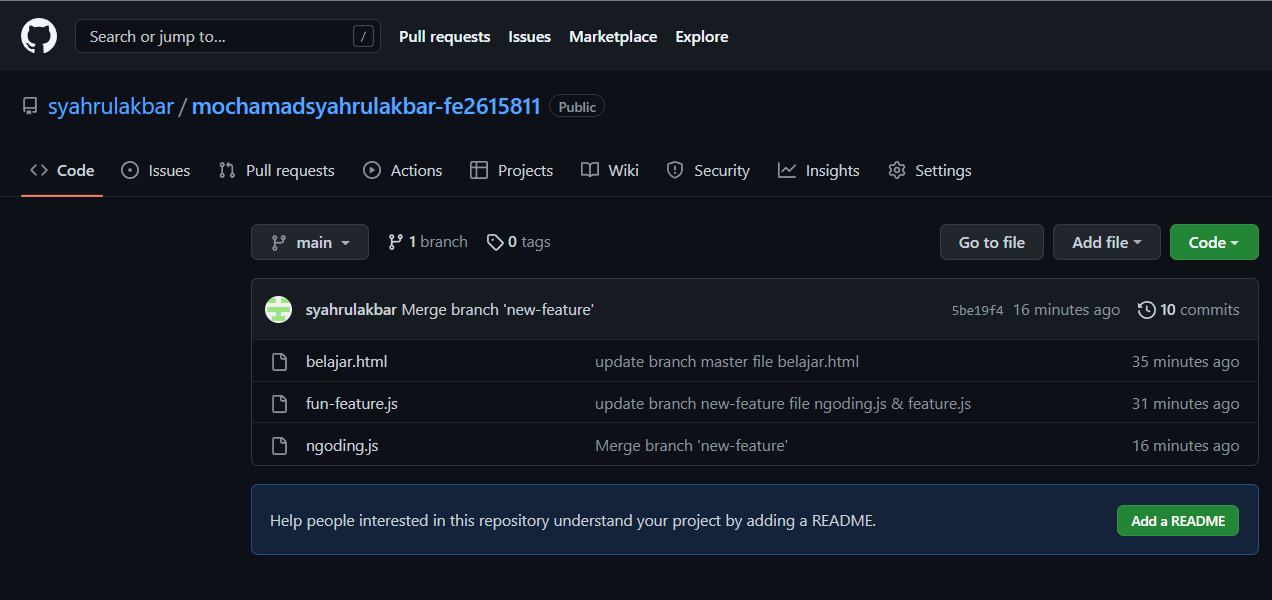 Search or jump to... / Pull requests Issues Marketplace Explore
syahrulakbar / mochamadsyahrulakbar-fe2615811 Public
Code Issues Pull requests Actions Projects Wiki Security Insights Settings
main 1 branch 0 tags Go to file Add file Code
syahrulakbar Merge branch 'new-feature' 5be19f4 16 minutes ago 10 commits
belajar.html update branch master file belajar.html 35 minutes ago
fun-feature.js update branch new-feature file ngoding.js & feature.js 31 minutes ago
ngoding.js Merge branch 'new-feature' 16 minutes ago
Help people interested in this repository understand your project by adding a README. Add a README